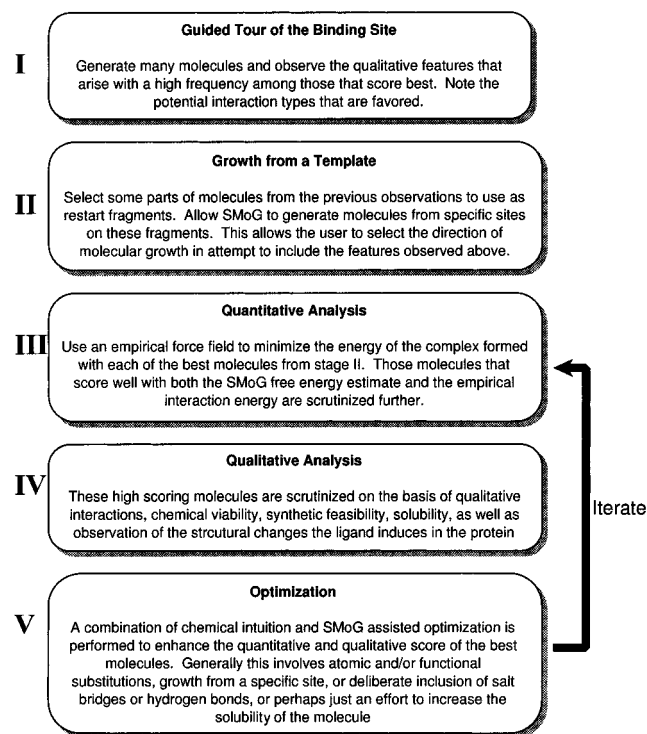 Guided Tour of the Binding Site
I
Generate many molecules and observe the qualitative features that
arise with a high frequency among those that score best. Note the
potential interaction types that are favored.
Growth from a Template
II
Select some parts of molecules from the previous observations to use as
restart fragments. Allow SMoG to generate molecules from specific sites
on these fragments. This allows the user to select the direction of
molecular growth in attempt to include the features observed above.
Quantitative Analysis
III
Use an empirical force field to minimize the energy of the complex formed
with each of the best molecules from stage II. Those molecules that
score well with both the SMoG free energy estimate and the empirical
interaction energy are scrutinized further.
Qualitative Analysis
IV
These high scoring molecules are scrutinized on the basis of qualitative
interactions, chemical viability, synthetic feasibility, solubility, as well as
observation of the strcutural changes the ligand induces in the protein
Iterate
Optimization
V
A combination of chemical intuition and SMoG assisted optimization is
performed to enhance the quantitative and qualitative score of the best
molecules. Generally this involves atomic and/or functional
substitutions, growth from a specific site, or deliberate inclusion of salt
bridges or hydrogen bonds, or perhaps just an effort to increase the
solubility of the molecule